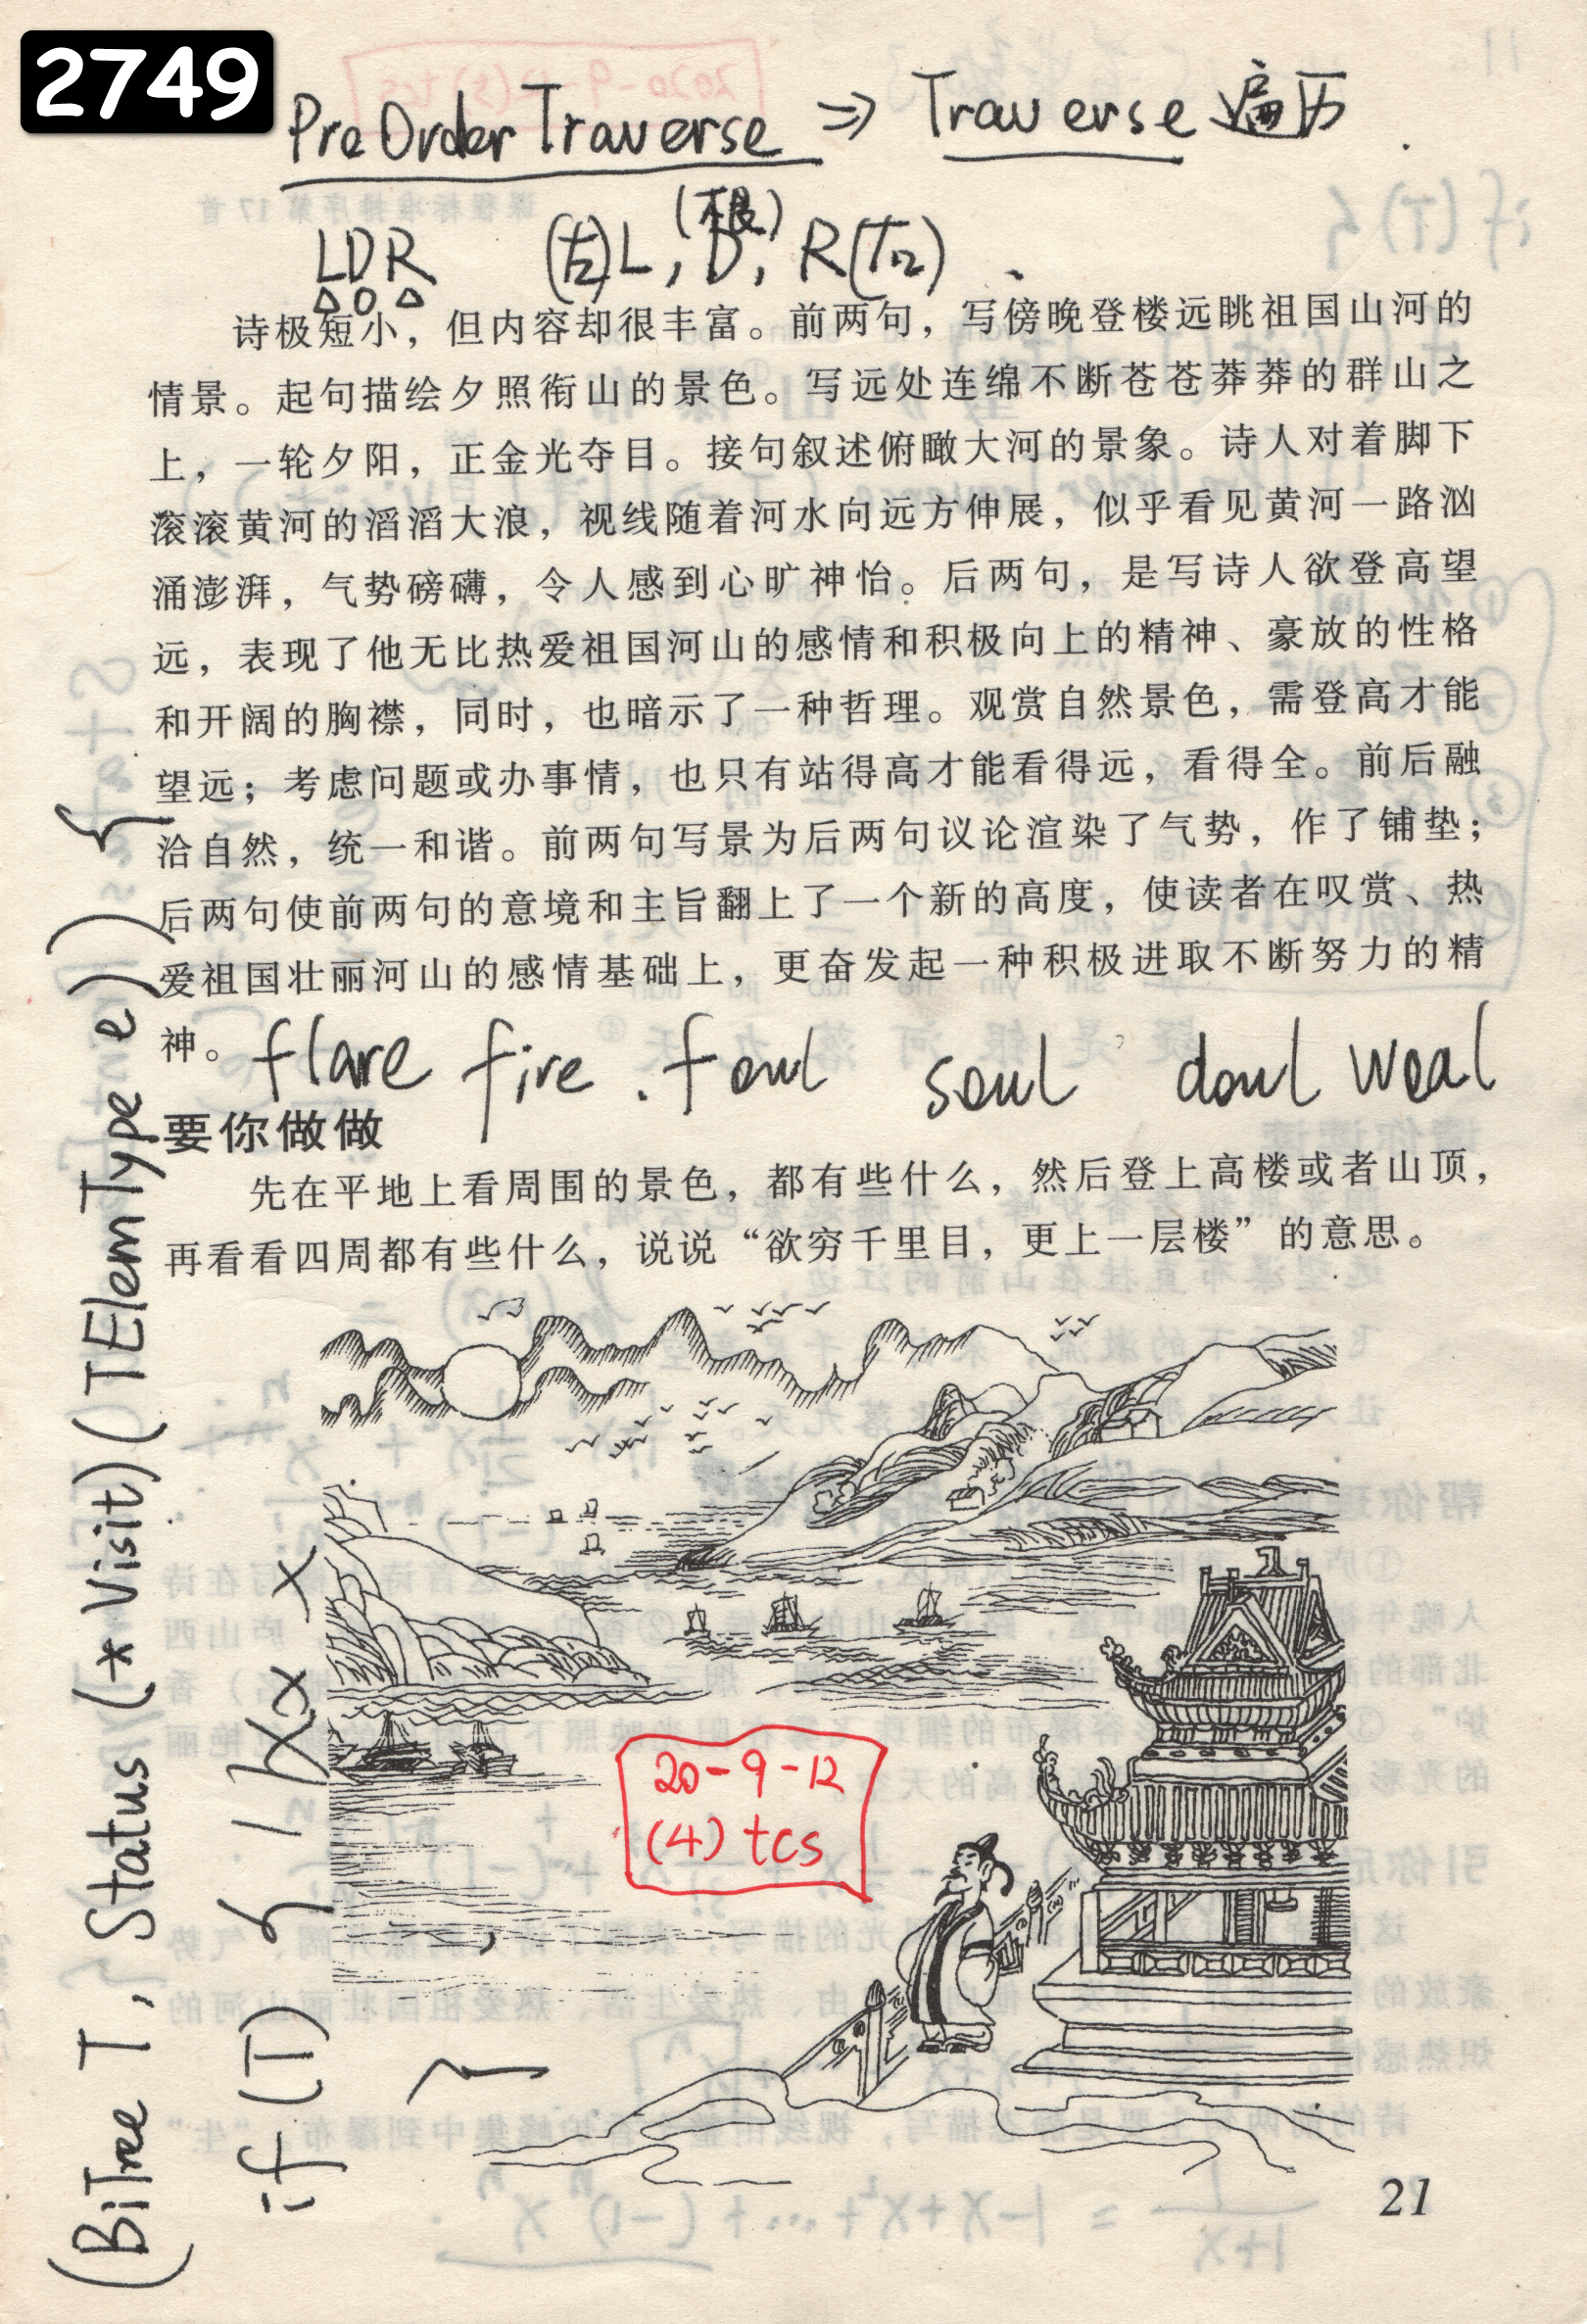 2749
PreOrderTraverse ⇒ Traverse 遍历
LDR (左)L, D(根), R(右)
诗极短小，但内容却很丰富。前两句，写傍晚登楼远眺祖国山河的
情景。起句描绘夕照衔山的景色。写远处连绵不断苍苍莽莽的群山之
上，一轮夕阳，正金光夺目。接句叙述俯瞰大河的景象。诗人对着脚下
滚滚黄河的滔滔大浪，视线随着河水向远方伸展，似乎看见黄河一路汹
涌澎湃，气势磅礴，令人感到心旷神怡。后两句，是写诗人欲登高望
远，表现了他无比热爱祖国河山的感情和积极向上的精神、豪放的性格
和开阔的胸襟，同时，也暗示了一种哲理。观赏自然景色，需登高才能
望远；考虑问题或办事情，也只有站得高才能看得远，看得全。前后融
洽自然，统一和谐。前两句写景为后两句议论渲染了气势，作了铺垫；
后两句使前两句的意境和主旨翻上了一个新的高度，使读者在叹赏、热
爱祖国壮丽河山的感情基础上，更奋发起一种积极进取不断努力的精
神。
flare fire . foul soul doul weal
要你做做
先在平地上看周围的景色，都有些什么，然后登上高楼或者山顶，
再看看四周都有些什么，说说“欲穷千里目，更上一层楼”的意思。
(BiTree T, Status (* Visit) (TElemType e)) {
if (T) {
20-9-12
(4) tcs
21